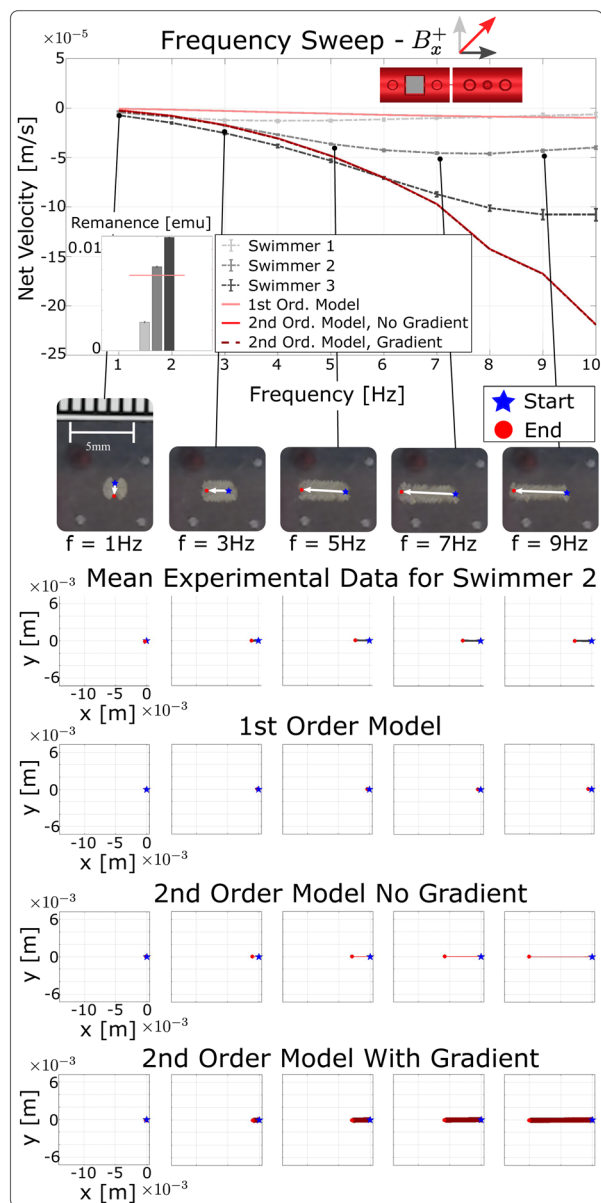 Frequency Sweep - B_x^+
Net Velocity [m/s]
×10⁻⁵
5
0
-5
-10
-15
-20
-25
Remanence [emu]
0.01
0
Swimmer 1
Swimmer 2
Swimmer 3
1st Ord. Model
2nd Ord. Model, No Gradient
2nd Ord. Model, Gradient
1 2 3 4 5 6 7 8 9 10
Frequency [Hz]
Start
End
5mm
f = 1Hz f = 3Hz f = 5Hz f = 7Hz f = 9Hz
Mean Experimental Data for Swimmer 2
×10⁻³
y [m]
6
0
-6
-10 -5 0
x [m] ×10⁻³
1st Order Model
×10⁻³
y [m]
6
0
-6
-10 -5 0
x [m] ×10⁻³
2nd Order Model No Gradient
×10⁻³
y [m]
6
0
-6
-10 -5 0
x [m] ×10⁻³
2nd Order Model With Gradient
×10⁻³
y [m]
6
0
-6
-10 -5 0
x [m] ×10⁻³